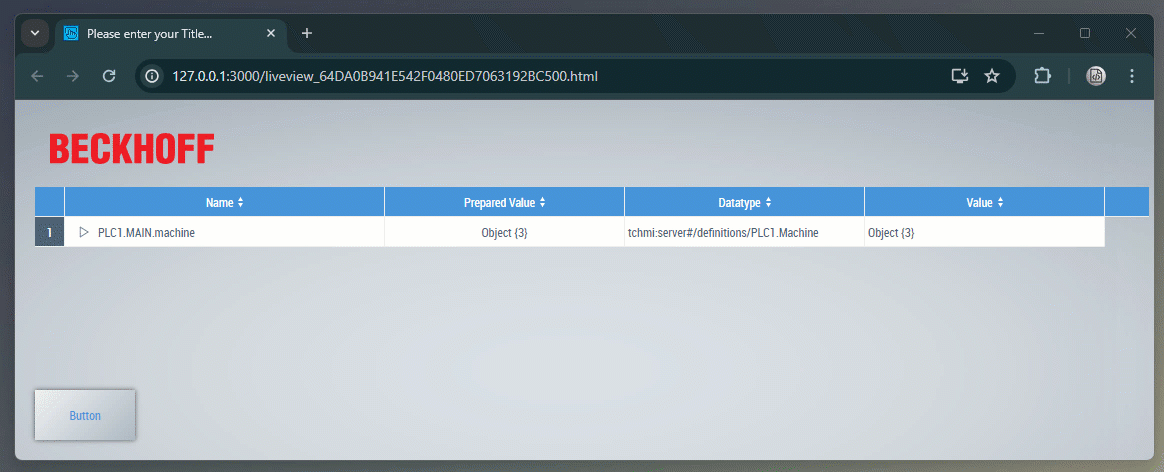 Please enter your Title...
127.0.0.1:3000/liveview_64DA0B941E542F0480ED7063192BC500.html
BECKHOFF
Name Prepared Value Datatype Value
1 PLC1.MAIN.machine Object {3} tchmi:server#/definitions/PLC1.Machine Object {3}
Button